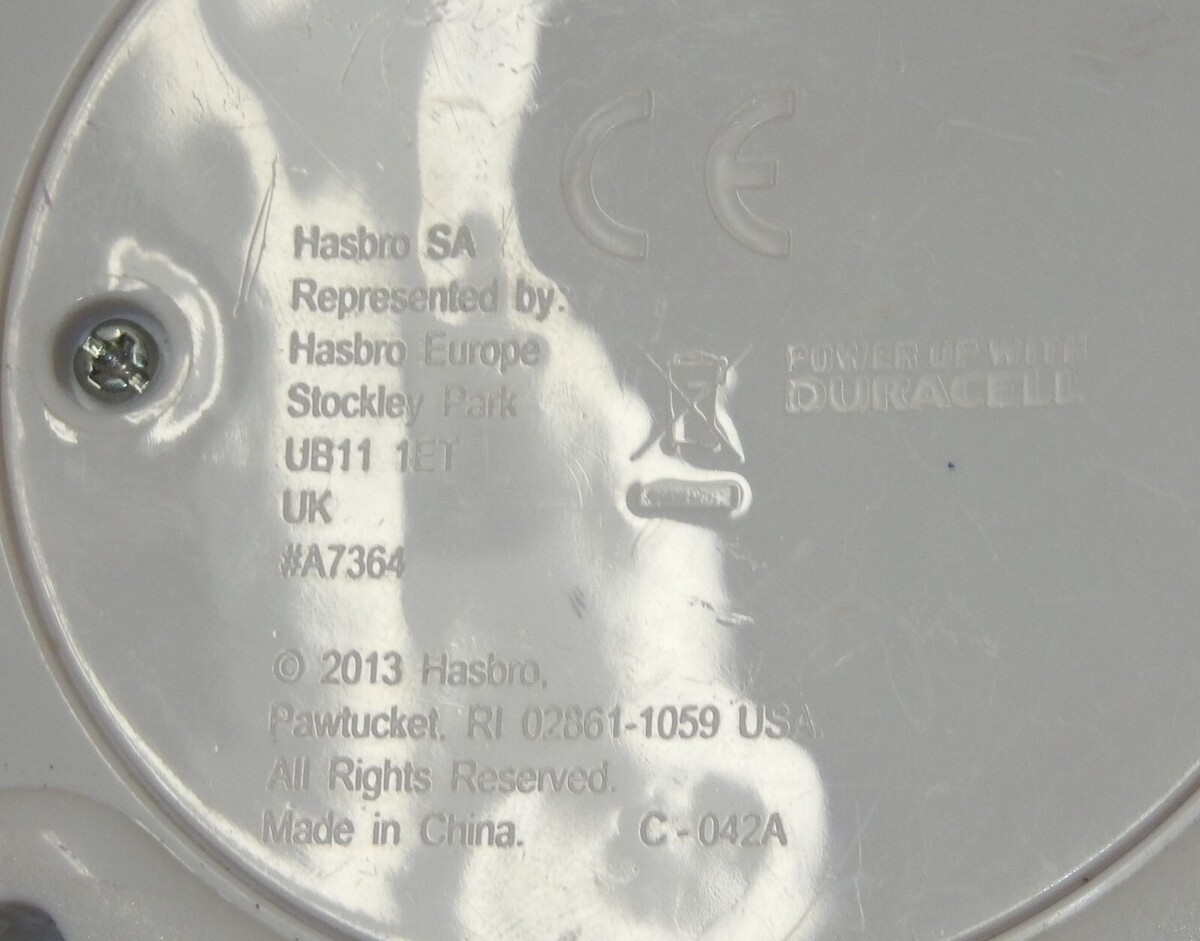 CE
Hasbro SA
Represented by:
Hasbro Europe
Stockley Park
UB11 1ET
UK
#A7364
POWER UP WITH
DURACELL
© 2013 Hasbro,
Pawtucket, RI 02861-1059 USA.
All Rights Reserved.
Made in China. C-042A